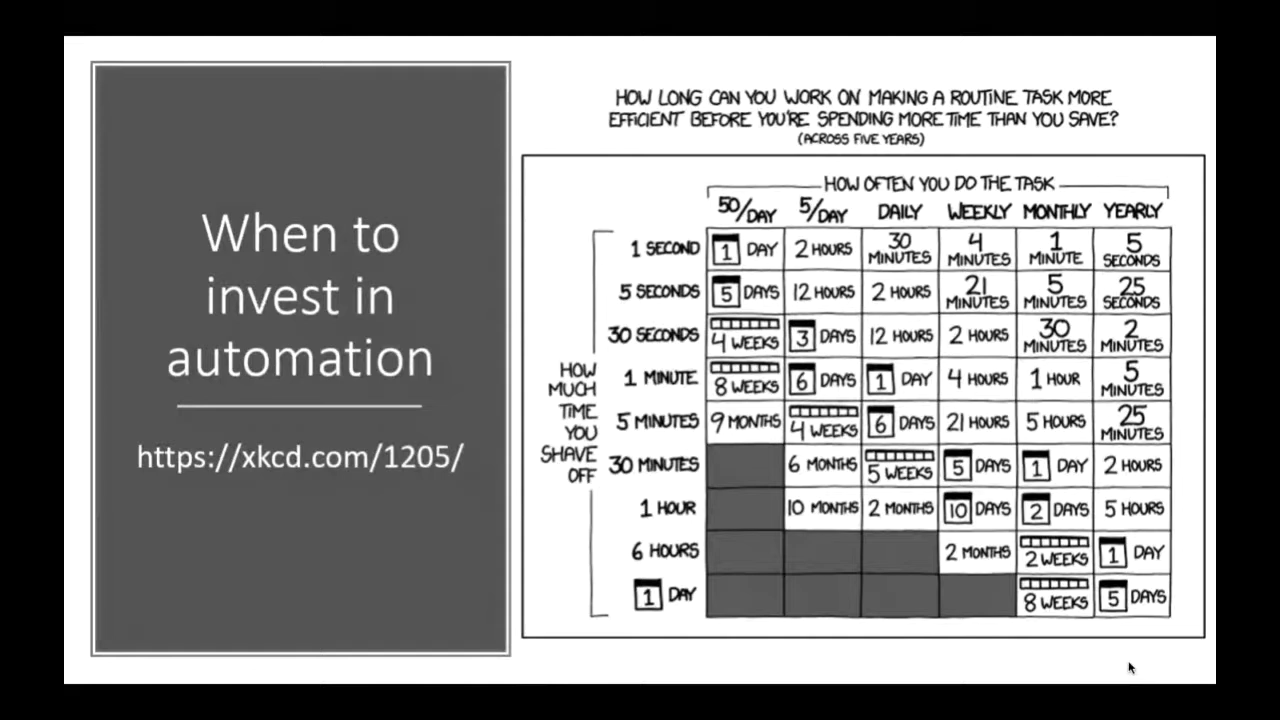 When to
invest in
automation
https://xkcd.com/1205/
HOW LONG CAN YOU WORK ON MAKING A ROUTINE TASK MORE
EFFICIENT BEFORE YOU'RE SPENDING MORE TIME THAN YOU SAVE?
(ACROSS FIVE YEARS)
HOW OFTEN YOU DO THE TASK
50/DAY 5/DAY DAILY WEEKLY MONTHLY YEARLY
HOW
MUCH
TIME
YOU
SHAVE
OFF
1 SECOND 1 DAY 2 HOURS 30 MINUTES 4 MINUTES 1 MINUTE 5 SECONDS
5 SECONDS 5 DAYS 12 HOURS 2 HOURS 21 MINUTES 5 MINUTES 25 SECONDS
30 SECONDS 4 WEEKS 3 DAYS 12 HOURS 2 HOURS 30 MINUTES 2 MINUTES
1 MINUTE 8 WEEKS 6 DAYS 1 DAY 4 HOURS 1 HOUR 5 MINUTES
5 MINUTES 9 MONTHS 4 WEEKS 6 DAYS 21 HOURS 5 HOURS 25 MINUTES
30 MINUTES 6 MONTHS 5 WEEKS 5 DAYS 1 DAY 2 HOURS
1 HOUR 10 MONTHS 2 MONTHS 10 DAYS 2 DAYS 5 HOURS
6 HOURS 2 MONTHS 2 WEEKS 1 DAY
1 DAY 8 WEEKS 5 DAYS